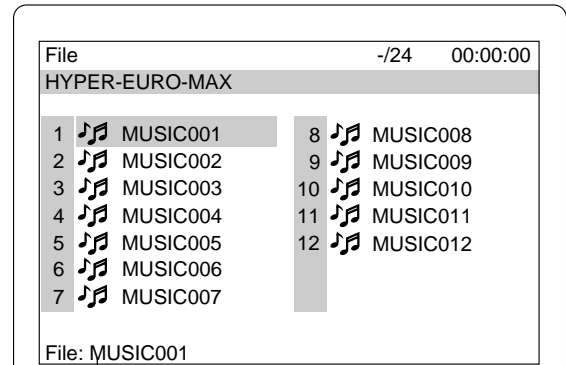 File -/24 00:00:00
HYPER-EURO-MAX
1 MUSIC001
2 MUSIC002
3 MUSIC003
4 MUSIC004
5 MUSIC005
6 MUSIC006
7 MUSIC007
8 MUSIC008
9 MUSIC009
10 MUSIC010
11 MUSIC011
12 MUSIC012
File: MUSIC001